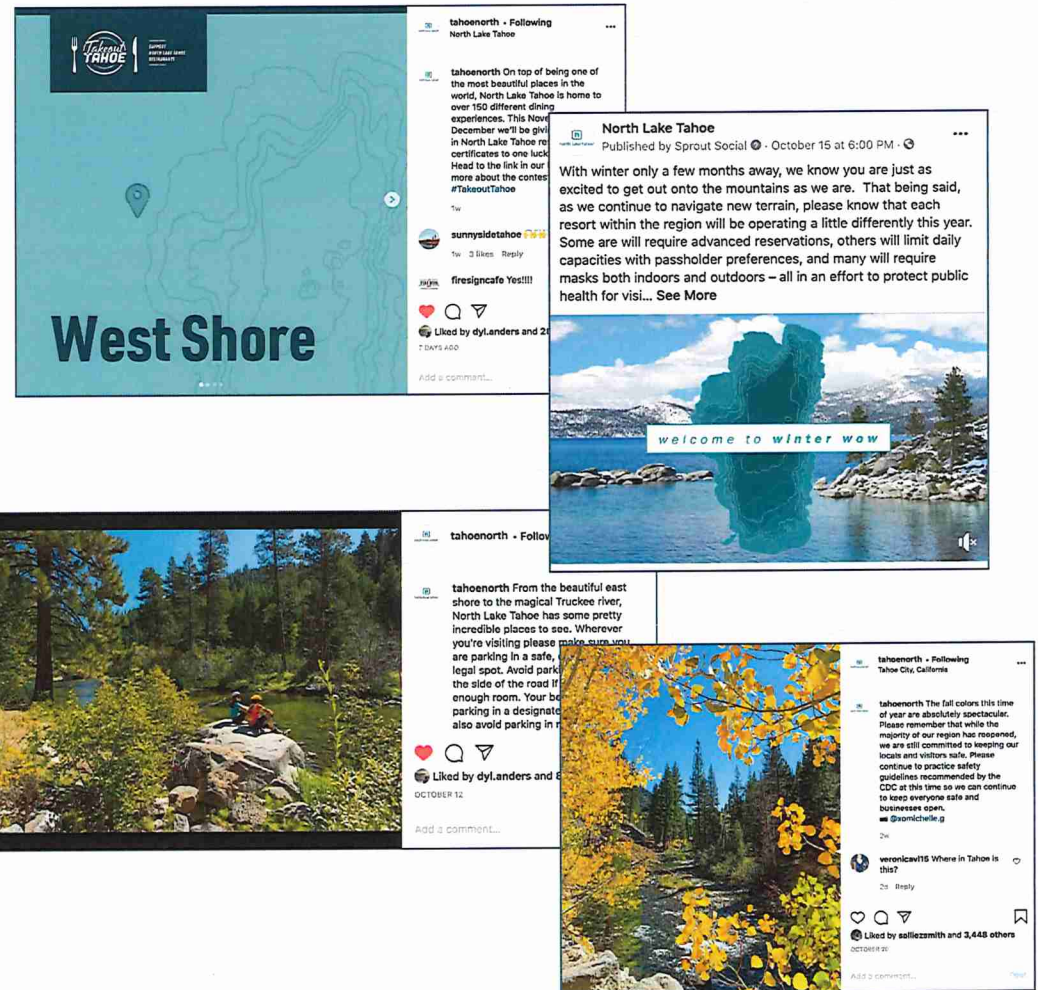 Takeout
TAHOE
SUPPORT
NORTH LAKE TAHOE
RESTAURANTS
West Shore
tahoenorth • Following
North Lake Tahoe
tahoenorth On top of being one of
the most beautiful places in the
world, North Lake Tahoe is home to
over 150 different dining
experiences. This Nove
December we'll be givi
in North Lake Tahoe re
certificates to one luck
Head to the link in our
more about the contes
#TakeoutTahoe
1w
sunnysidetahoe
1w 3 likes Reply
firesigncafe Yes!!!!
Liked by dyl.anders and 2
7 DAYS AGO
Add a comment...
North Lake Tahoe
Published by Sprout Social · October 15 at 6:00 PM ·
With winter only a few months away, we know you are just as
excited to get out onto the mountains as we are. That being said,
as we continue to navigate new terrain, please know that each
resort within the region will be operating a little differently this year.
Some are will require advanced reservations, others will limit daily
capacities with passholder preferences, and many will require
masks both indoors and outdoors – all in an effort to protect public
health for visi... See More
welcome to winter wow
tahoenorth • Follow
tahoenorth From the beautiful east
shore to the magical Truckee river,
North Lake Tahoe has some pretty
incredible places to see. Wherever
you're visiting please make sure you
are parking in a safe,
legal spot. Avoid parki
the side of the road if
enough room. Your be
parking in a designate
also avoid parking in r
Liked by dyl.anders and 8
OCTOBER 12
Add a comment...
tahoenorth • Following
Tahoe City, California
tahoenorth The fall colors this time
of year are absolutely spectacular.
Please remember that while the
majority of our region has reopened,
we are still committed to keeping our
locals and visitors safe. Please
continue to practice safety
guidelines recommended by the
CDC at this time so we can continue
to keep everyone safe and
businesses open.
@xomichelle.g
2w
veronicavl15 Where in Tahoe is
this?
2w Reply
Liked by salliezsmith and 3,448 others
Add a comment...
Post